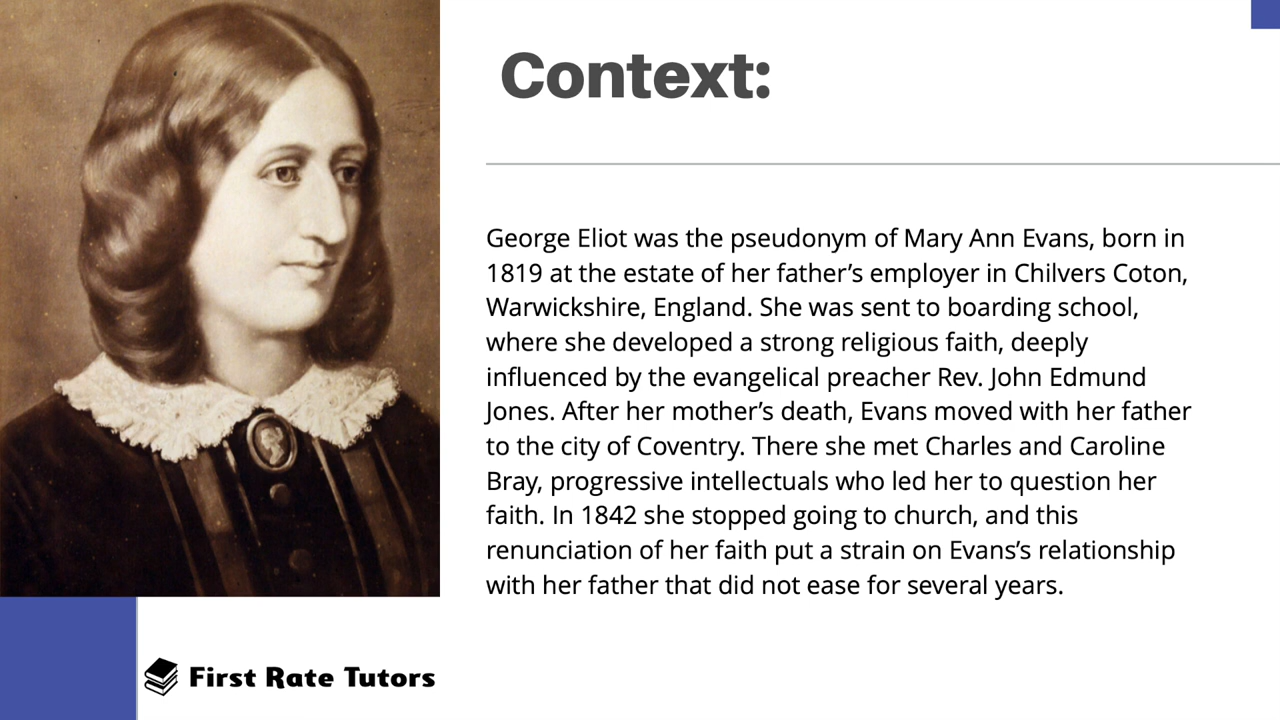 Context:
George Eliot was the pseudonym of Mary Ann Evans, born in
1819 at the estate of her father’s employer in Chilvers Coton,
Warwickshire, England. She was sent to boarding school,
where she developed a strong religious faith, deeply
influenced by the evangelical preacher Rev. John Edmund
Jones. After her mother’s death, Evans moved with her father
to the city of Coventry. There she met Charles and Caroline
Bray, progressive intellectuals who led her to question her
faith. In 1842 she stopped going to church, and this
renunciation of her faith put a strain on Evans’s relationship
with her father that did not ease for several years.
First Rate Tutors